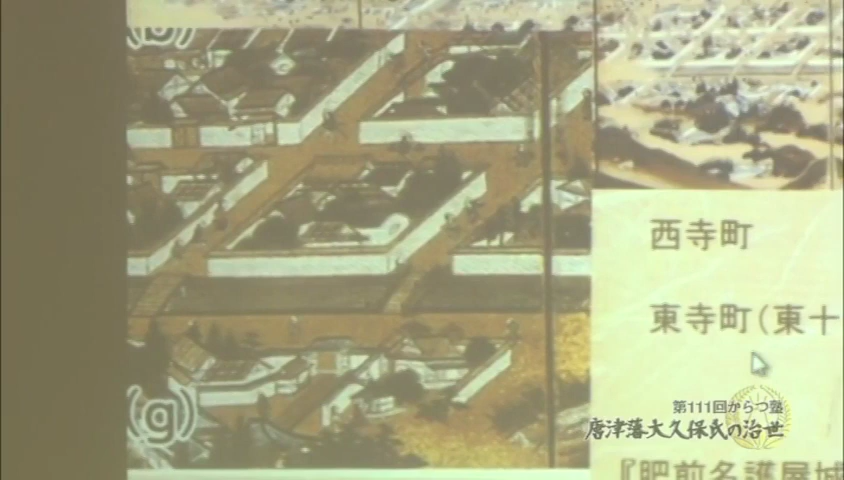 (b)
西寺町
東寺町(東十
(g)
第111回からつ塾
唐津藩大久保氏の治世
『肥前名護屋城